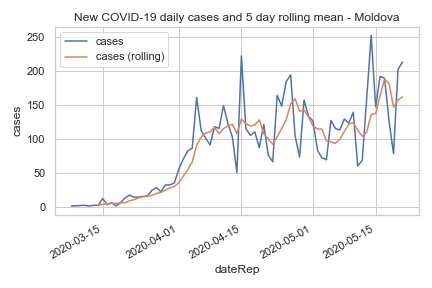 New COVID-19 daily cases and 5 day rolling mean - Moldova
cases
cases (rolling)
250
200
150
100
50
0
cases
2020-03-15
2020-04-01
2020-04-15
2020-05-01
2020-05-15
dateRep